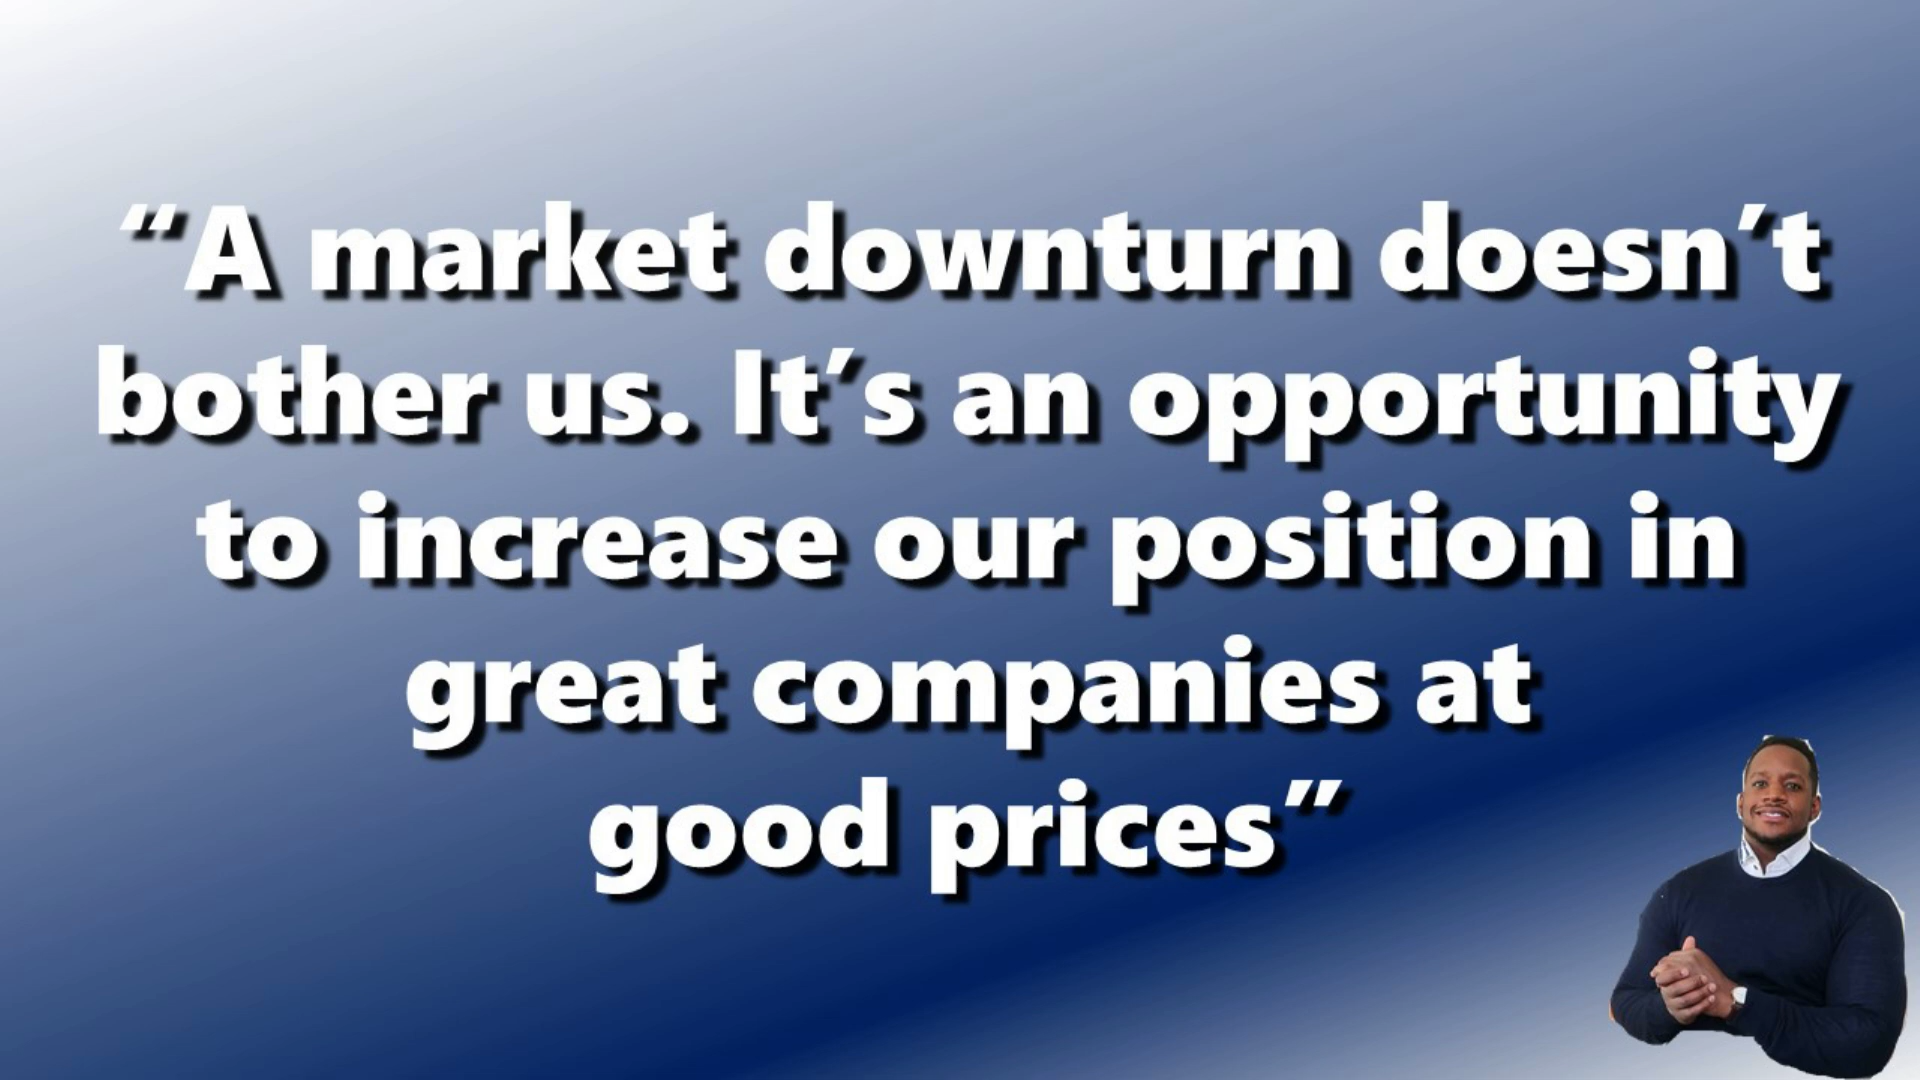 “A market downturn doesn’t
bother us. It’s an opportunity
to increase our position in
great companies at
good prices”